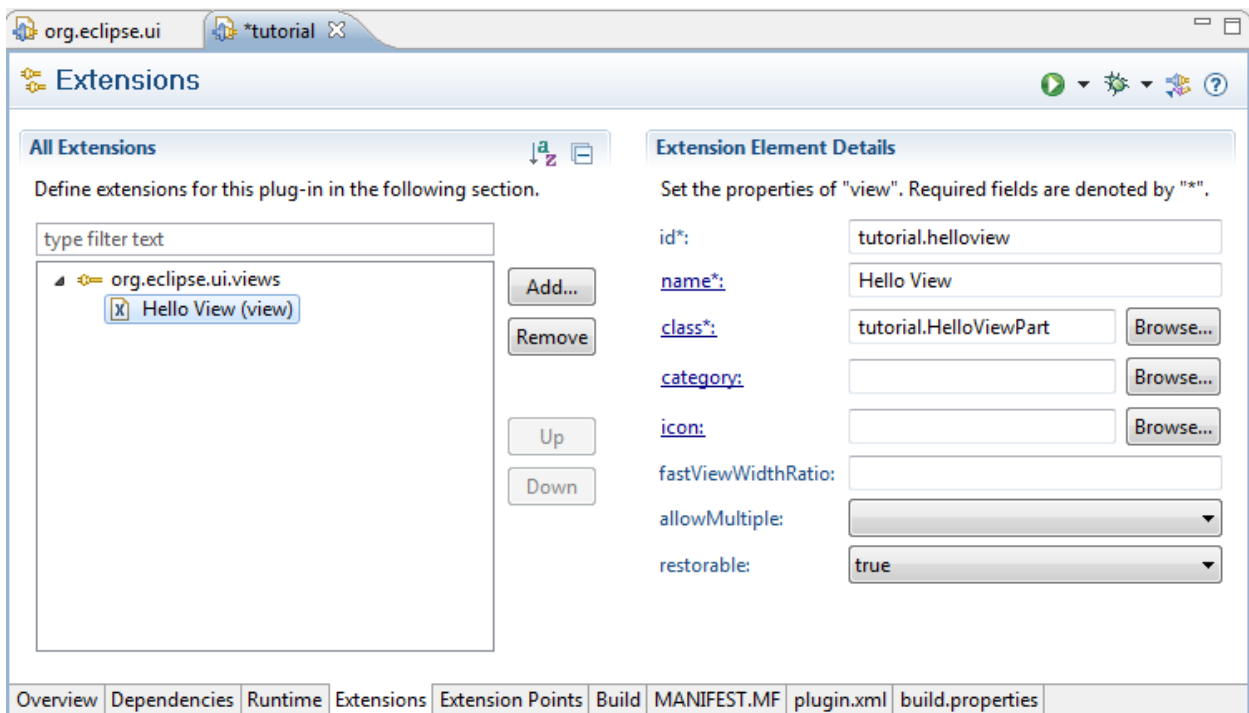 org.eclipse.ui *tutorial
Extensions
All Extensions
Define extensions for this plug-in in the following section.
type filter text
org.eclipse.ui.views
Hello View (view)
Add...
Remove
Up
Down
Extension Element Details
Set the properties of "view". Required fields are denoted by "*".
id*: tutorial.helloview
name*: Hello View
class*: tutorial.HelloViewPart Browse...
category: Browse...
icon: Browse...
fastViewWidthRatio:
allowMultiple:
restorable: true
Overview Dependencies Runtime Extensions Extension Points Build MANIFEST.MF plugin.xml build.properties